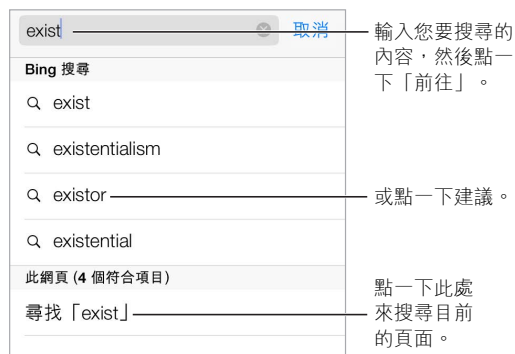 exist 取消
Bing 搜尋
exist
existentialism
existor
existential
此網頁 (4 個符合項目)
尋找「exist」
輸入您要搜尋的
內容，然後點一
下「前往」。
或點一下建議。
點一下此處
來搜尋目前
的頁面。